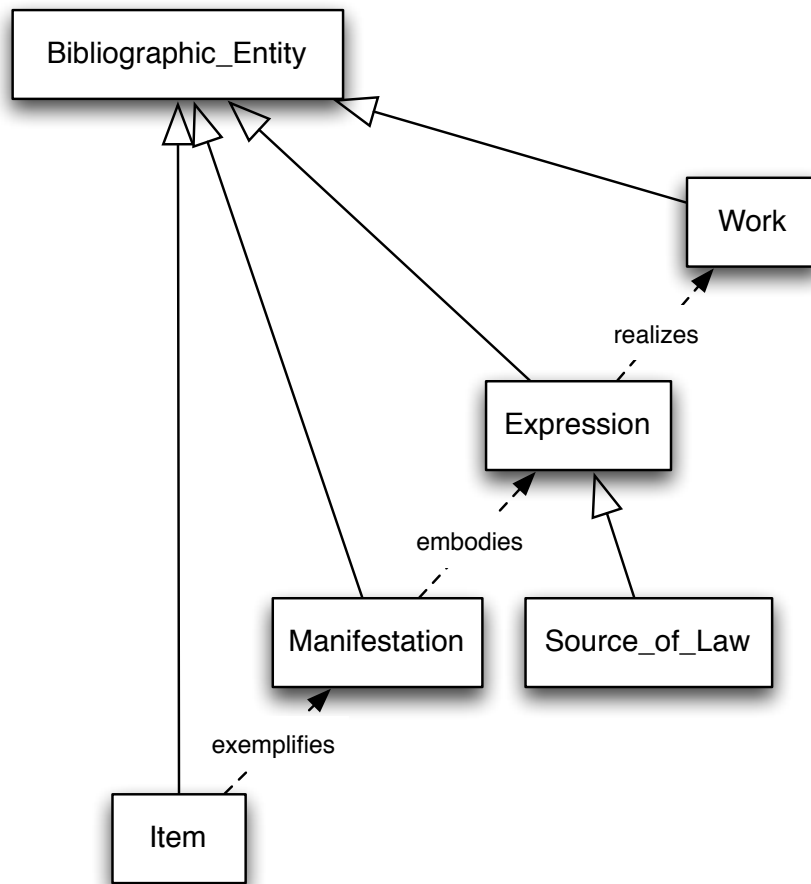 Bibliographic_Entity
Work
realizes
Expression
embodies
Manifestation
Source_of_Law
exemplifies
Item